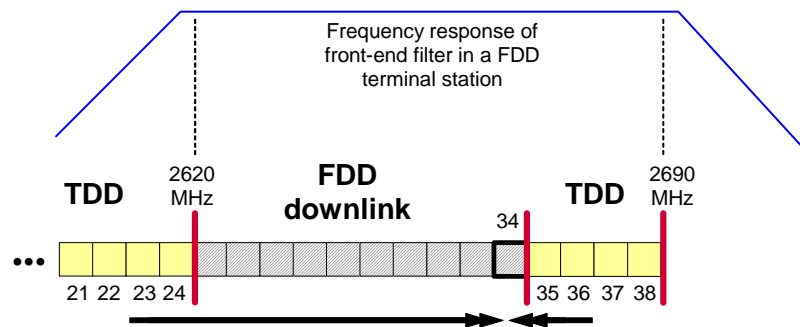 Frequency response of
front-end filter in a FDD
terminal station
2620
MHz
2690
MHz
TDD
FDD
downlink
TDD
34
•••
21 22 23 24
35 36 37 38